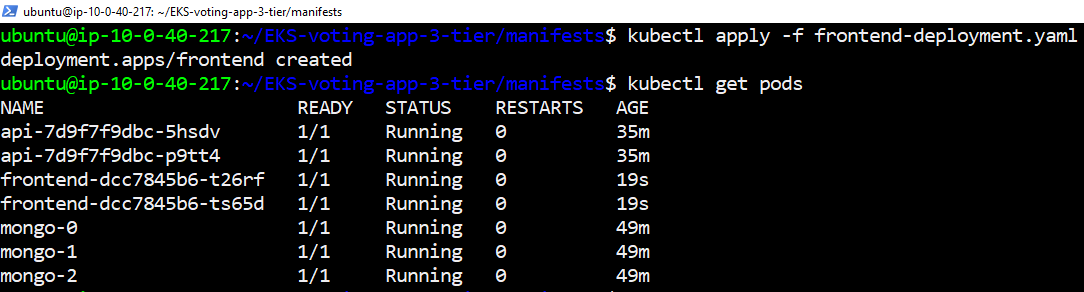 ubuntu@ip-10-0-40-217: ~/EKS-voting-app-3-tier/manifests
ubuntu@ip-10-0-40-217:~/EKS-voting-app-3-tier/manifests$ kubectl apply -f frontend-deployment.yaml
deployment.apps/frontend created
ubuntu@ip-10-0-40-217:~/EKS-voting-app-3-tier/manifests$ kubectl get pods
NAME READY STATUS RESTARTS AGE
api-7d9f7f9dbc-5hsdv 1/1 Running 0 35m
api-7d9f7f9dbc-p9tt4 1/1 Running 0 35m
frontend-dcc7845b6-t26rf 1/1 Running 0 19s
frontend-dcc7845b6-ts65d 1/1 Running 0 19s
mongo-0 1/1 Running 0 49m
mongo-1 1/1 Running 0 49m
mongo-2 1/1 Running 0 49m